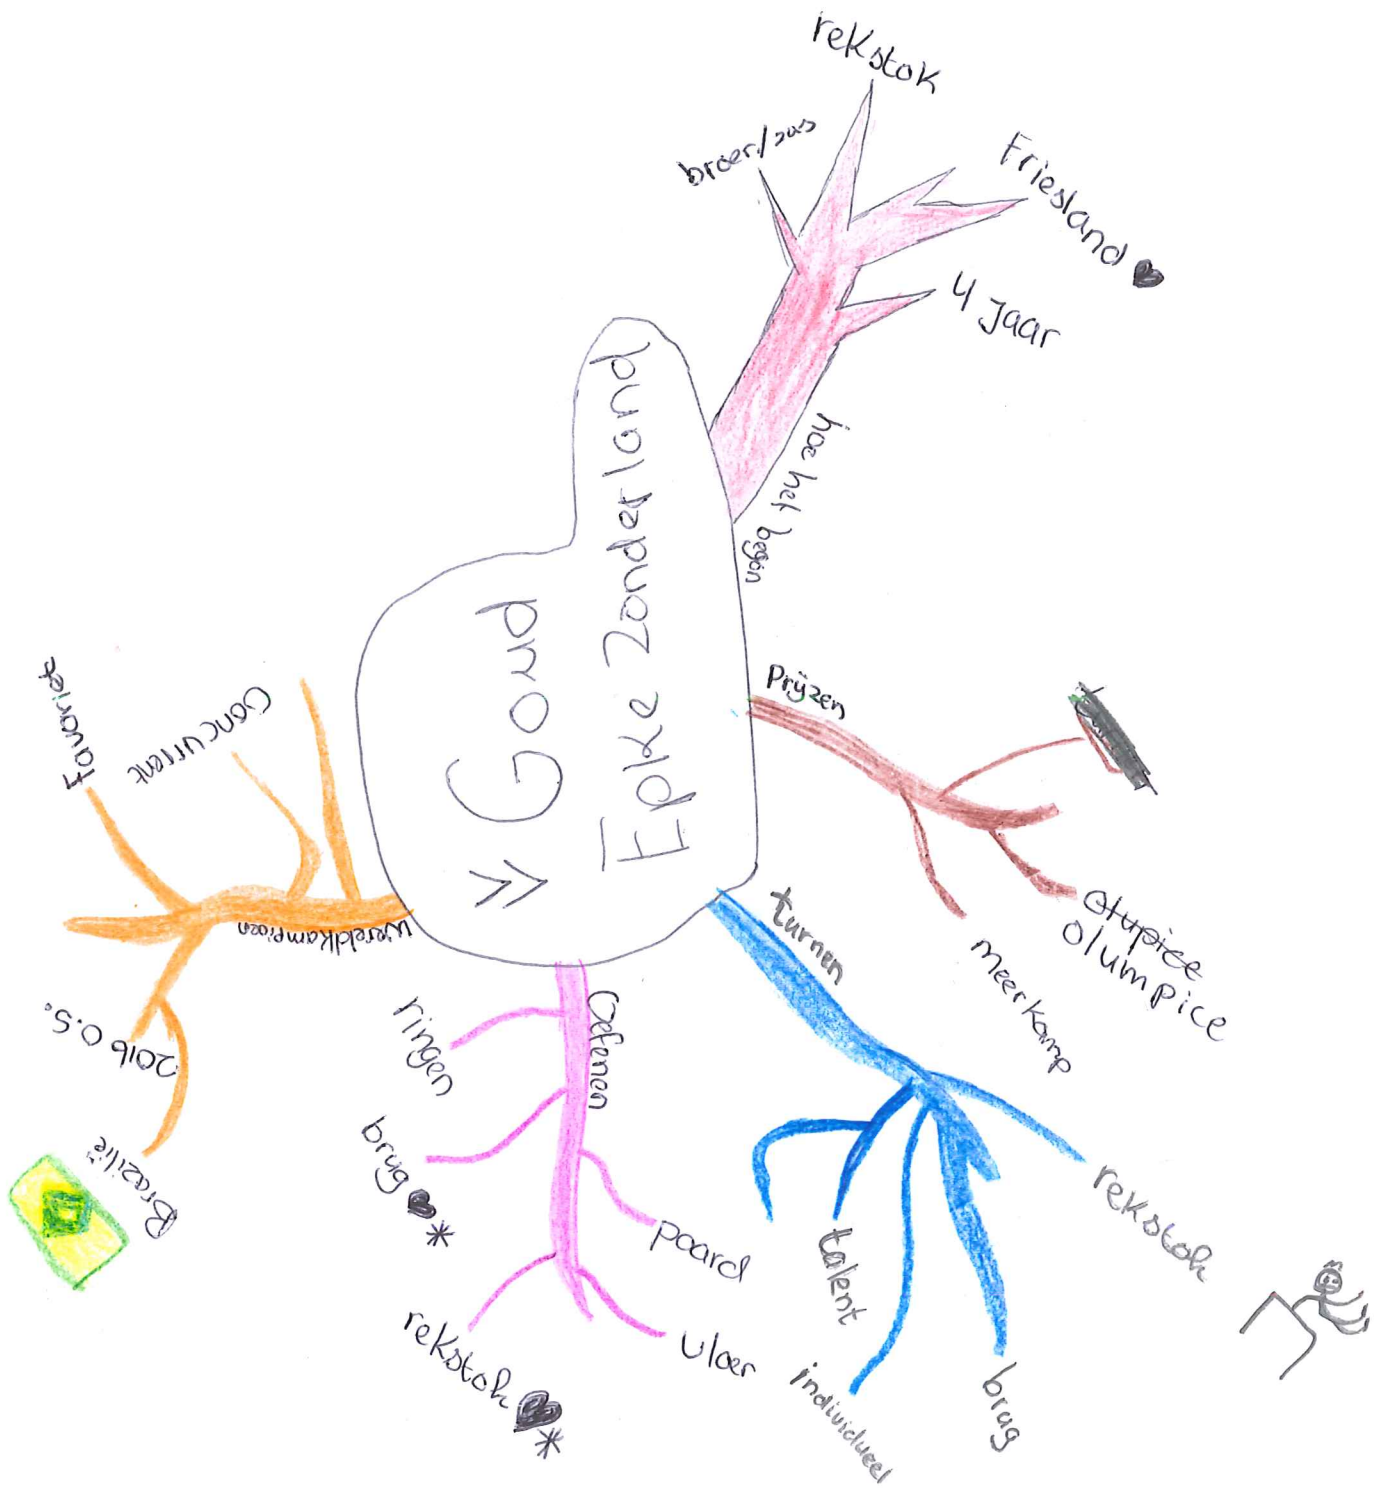 >> Goud
Epke Zonderland
hoe het begon
broer/zus
rekstok
Friesland ♥
4 Jaar
Prijzen
Meerkamp
Olumpice
turnen
rekstok
brug
individueel
talent
Oefenen
ringen
brug ♥
*
rekstok ♥
*
vloer
paard
Wereldkampioen
Concurrent
Favoriet
2016 O.S.
Brazilië